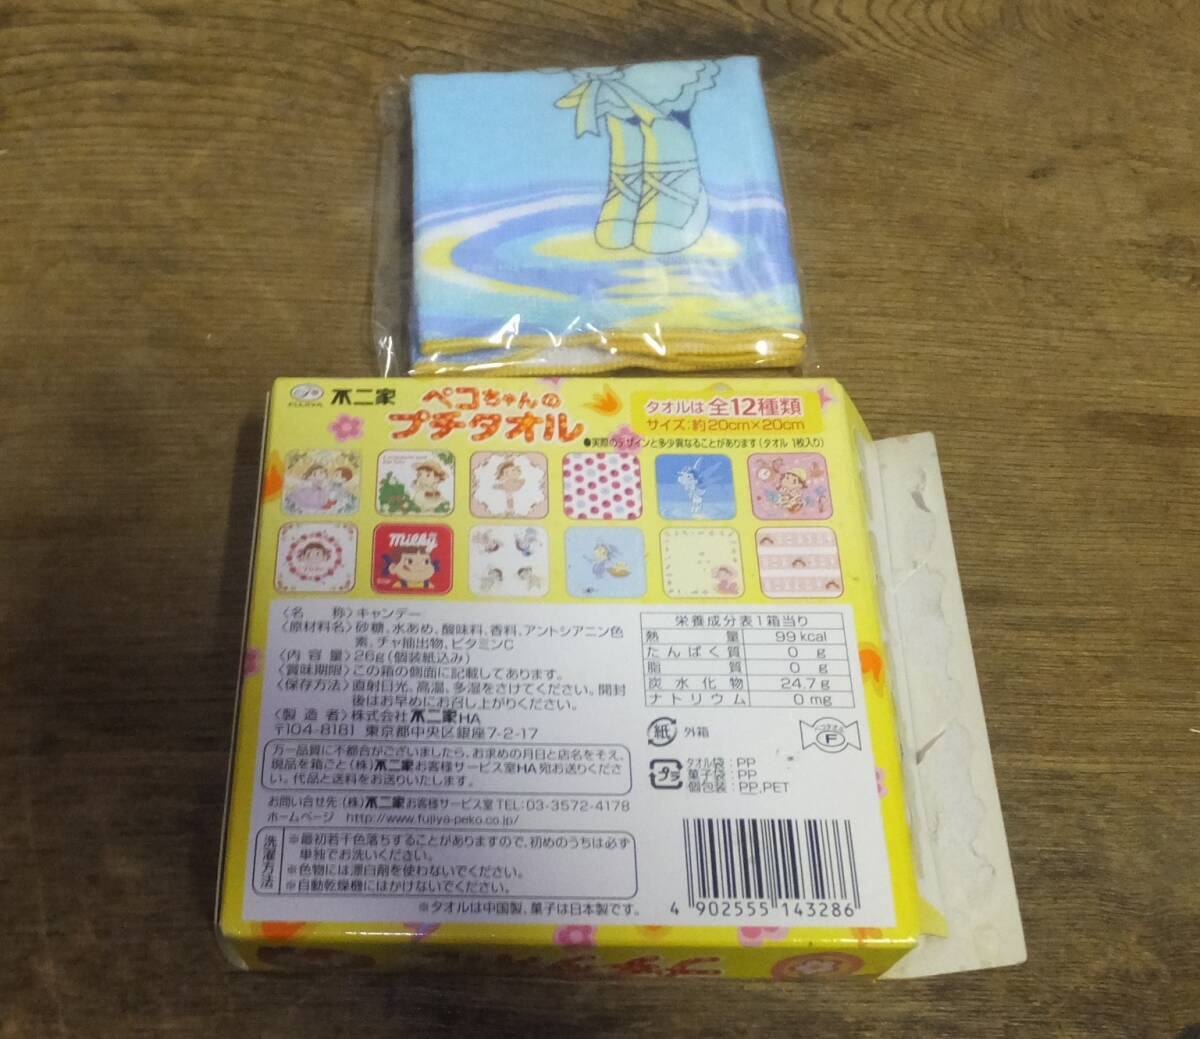 不二家
ペコちゃんの
プチタオル
タオルは 全12種類
サイズ:約20cm×20cm
●実際のデザインと多少異なることがあります(タオル 1枚入り)
milky
〈名 称〉キャンデー
〈原材料名〉砂糖、水あめ、酸味料、香料、アントシアニン色
素、チャ抽出物、ビタミンC
〈内 容 量〉26g(個装紙込み)
〈賞味期限〉この箱の側面に記載してあります。
〈保存方法〉直射日光、高温、多湿をさけてください。開封
後はお早めにお召し上がりください。
〈製 造 者〉株式会社 不二家HA
〒104-8181 東京都中央区銀座7-2-17
万一品質に不都合がございましたら、お求めの月日と店名をそえ、
現品を箱ごと(株)不二家お客様サービス室HA宛お送りくださ
い。代品と送料をお送りいたします。
お問い合せ先(株)不二家お客様サービス室 TEL:03-3572-4178
ホームページ http://www.fujiya-peko.co.jp/
洗濯方法
※最初若干色落ちすることがありますので、初めのうちは必ず
単独でお洗いください。
※色物には漂白剤を使わないでください。
※自動乾燥機にはかけないでください。
※タオルは中国製、菓子は日本製です。
栄養成分表1箱当り
熱 量 99 kcal
たんぱく質 0 g
脂 質 0 g
炭水化物 24.7 g
ナトリウム 0 mg
紙 外箱
ペコちゃん
F
プラ
タオル袋:PP
菓子袋:PP
個包装:PP,PET
4 902555 143286
プチタオル